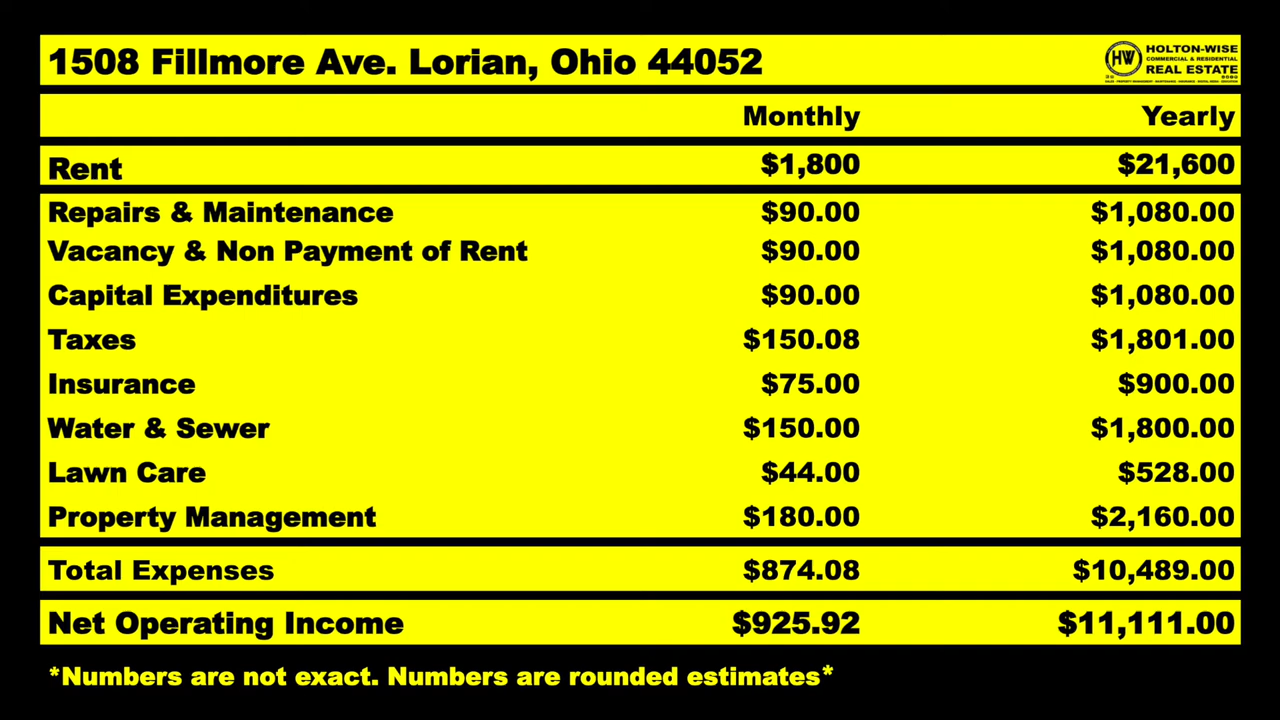 1508 Fillmore Ave. Lorian, Ohio 44052
HW
HOLTON-WISE
COMMERCIAL & RESIDENTIAL
REAL ESTATE
Monthly Yearly
Rent $1,800 $21,600
Repairs & Maintenance $90.00 $1,080.00
Vacancy & Non Payment of Rent $90.00 $1,080.00
Capital Expenditures $90.00 $1,080.00
Taxes $150.08 $1,801.00
Insurance $75.00 $900.00
Water & Sewer $150.00 $1,800.00
Lawn Care $44.00 $528.00
Property Management $180.00 $2,160.00
Total Expenses $874.08 $10,489.00
Net Operating Income $925.92 $11,111.00
*Numbers are not exact. Numbers are rounded estimates*